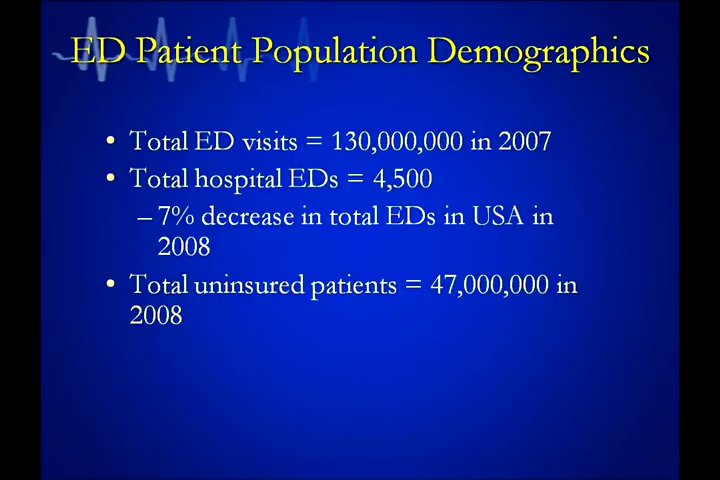 ED Patient Population Demographics
• Total ED visits = 130,000,000 in 2007
• Total hospital EDs = 4,500
– 7% decrease in total EDs in USA in
2008
• Total uninsured patients = 47,000,000 in
2008